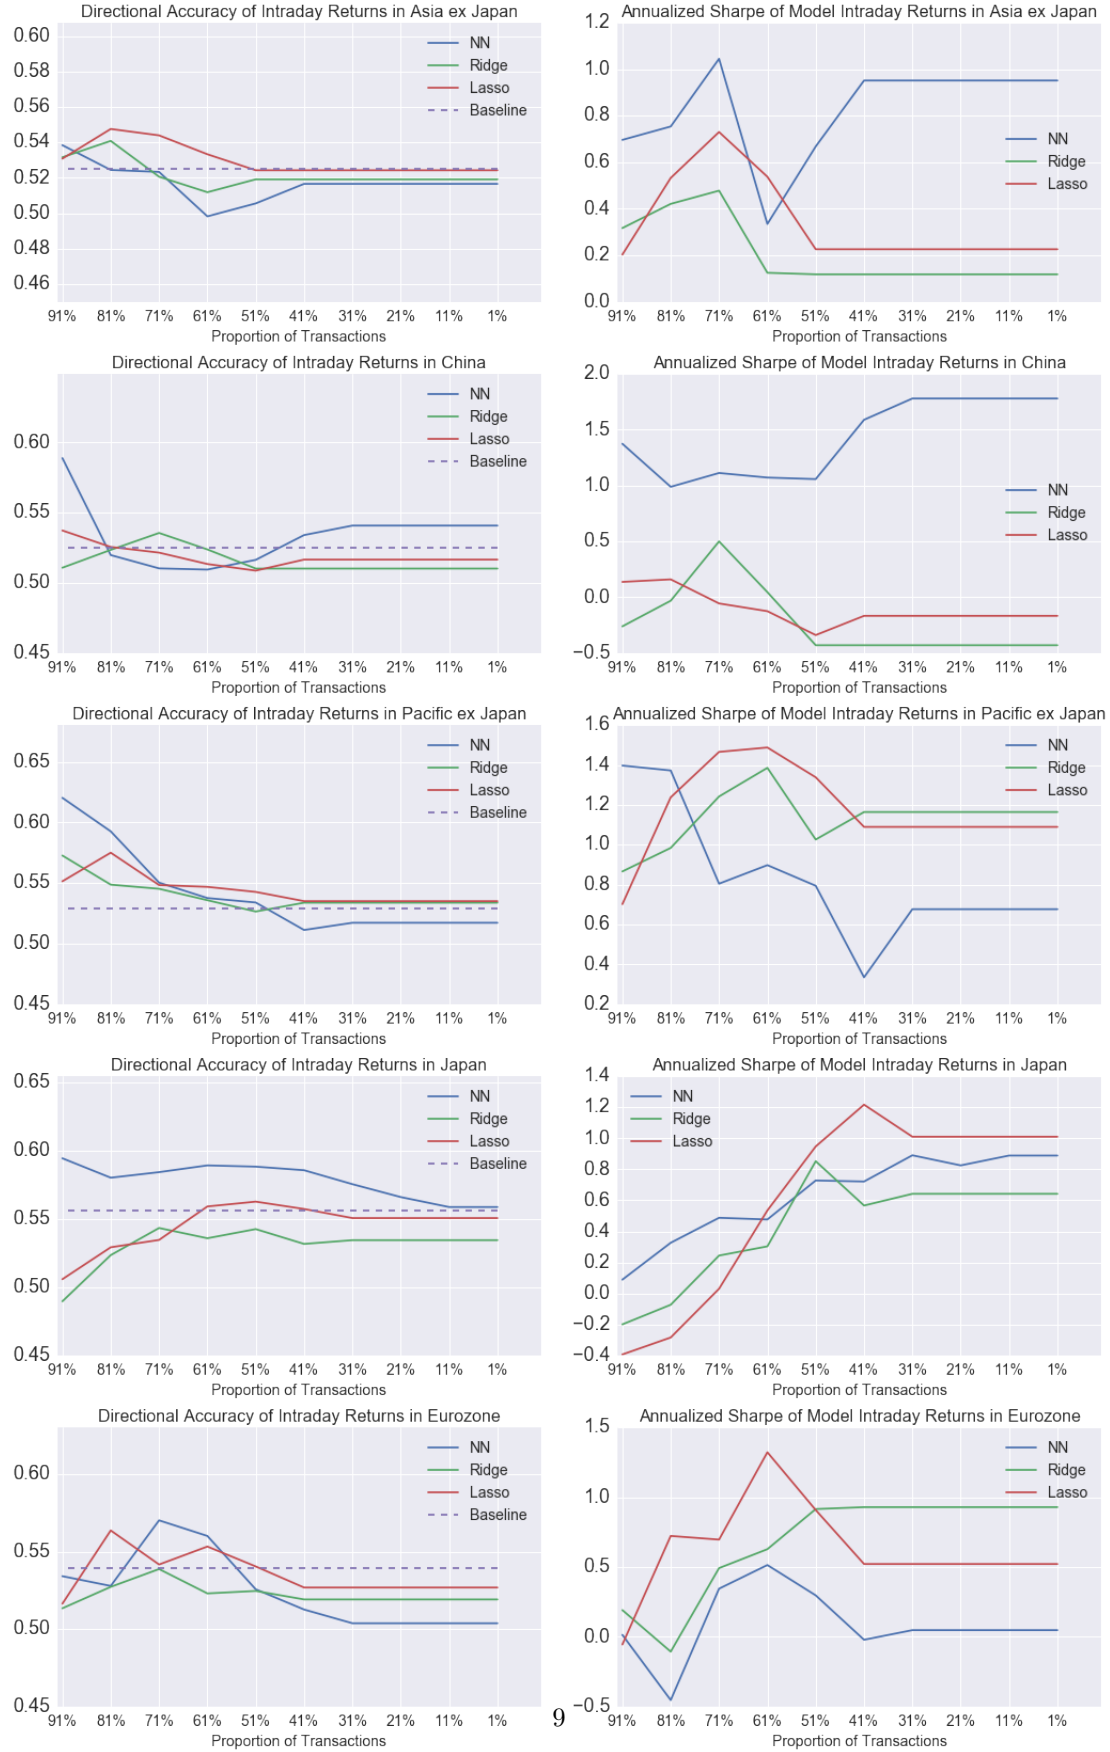 Directional Accuracy of Intraday Returns in Asia ex Japan
0.60
0.58
0.56
0.54
0.52
0.50
0.48
0.46
NN
Ridge
Lasso
Baseline
91% 81% 71% 61% 51% 41% 31% 21% 11% 1%
Proportion of Transactions
Annualized Sharpe of Model Intraday Returns in Asia ex Japan
1.2
1.0
0.8
0.6
0.4
0.2
0.0
NN
Ridge
Lasso
91% 81% 71% 61% 51% 41% 31% 21% 11% 1%
Proportion of Transactions
Directional Accuracy of Intraday Returns in China
0.60
0.55
0.50
0.45
NN
Ridge
Lasso
Baseline
91% 81% 71% 61% 51% 41% 31% 21% 11% 1%
Proportion of Transactions
Annualized Sharpe of Model Intraday Returns in China
2.0
1.5
1.0
0.5
0.0
−0.5
NN
Ridge
Lasso
91% 81% 71% 61% 51% 41% 31% 21% 11% 1%
Proportion of Transactions
Directional Accuracy of Intraday Returns in Pacific ex Japan
0.65
0.60
0.55
0.50
0.45
NN
Ridge
Lasso
Baseline
91% 81% 71% 61% 51% 41% 31% 21% 11% 1%
Proportion of Transactions
Annualized Sharpe of Model Intraday Returns in Pacific ex Japan
1.6
1.4
1.2
1.0
0.8
0.6
0.4
0.2
NN
Ridge
Lasso
91% 81% 71% 61% 51% 41% 31% 21% 11% 1%
Proportion of Transactions
Directional Accuracy of Intraday Returns in Japan
0.65
0.60
0.55
0.50
0.45
NN
Ridge
Lasso
Baseline
91% 81% 71% 61% 51% 41% 31% 21% 11% 1%
Proportion of Transactions
Annualized Sharpe of Model Intraday Returns in Japan
1.4
1.2
1.0
0.8
0.6
0.4
0.2
0.0
−0.2
−0.4
NN
Ridge
Lasso
91% 81% 71% 61% 51% 41% 31% 21% 11% 1%
Proportion of Transactions
Directional Accuracy of Intraday Returns in Eurozone
0.60
0.55
0.50
0.45
NN
Ridge
Lasso
Baseline
91% 81% 71% 61% 51% 41% 31% 21% 11% 1%
Proportion of Transactions
Annualized Sharpe of Model Intraday Returns in Eurozone
1.5
1.0
0.5
0.0
−0.5
NN
Ridge
Lasso
91% 81% 71% 61% 51% 41% 31% 21% 11% 1%
Proportion of Transactions
9